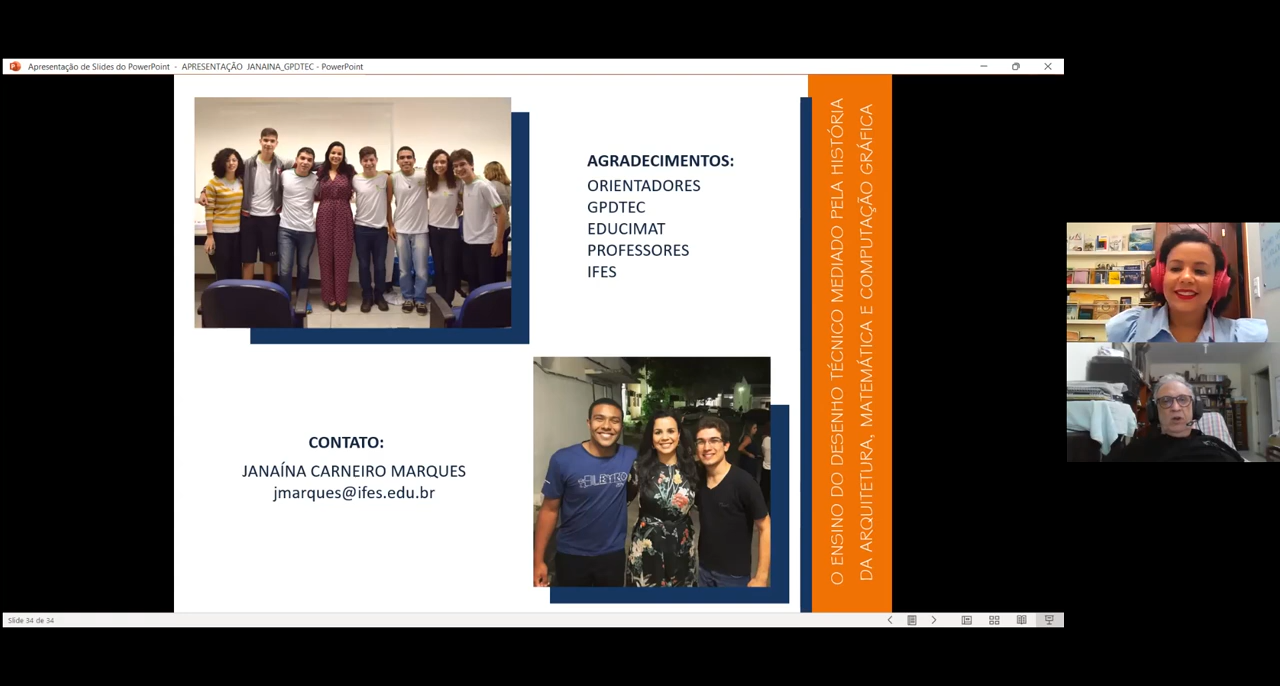 Apresentação de Slides do PowerPoint - APRESENTAÇÃO JANAINA_GPDTEC - PowerPoint
AGRADECIMENTOS:
ORIENTADORES
GPDTEC
EDUCIMAT
PROFESSORES
IFES
CONTATO:
JANAÍNA CARNEIRO MARQUES
jmarques@ifes.edu.br
O ENSINO DO DESENHO TÉCNICO MEDIADO PELA HISTÓRIA
DA ARQUITETURA, MATEMÁTICA E COMPUTAÇÃO GRÁFICA
Slide 34 de 34